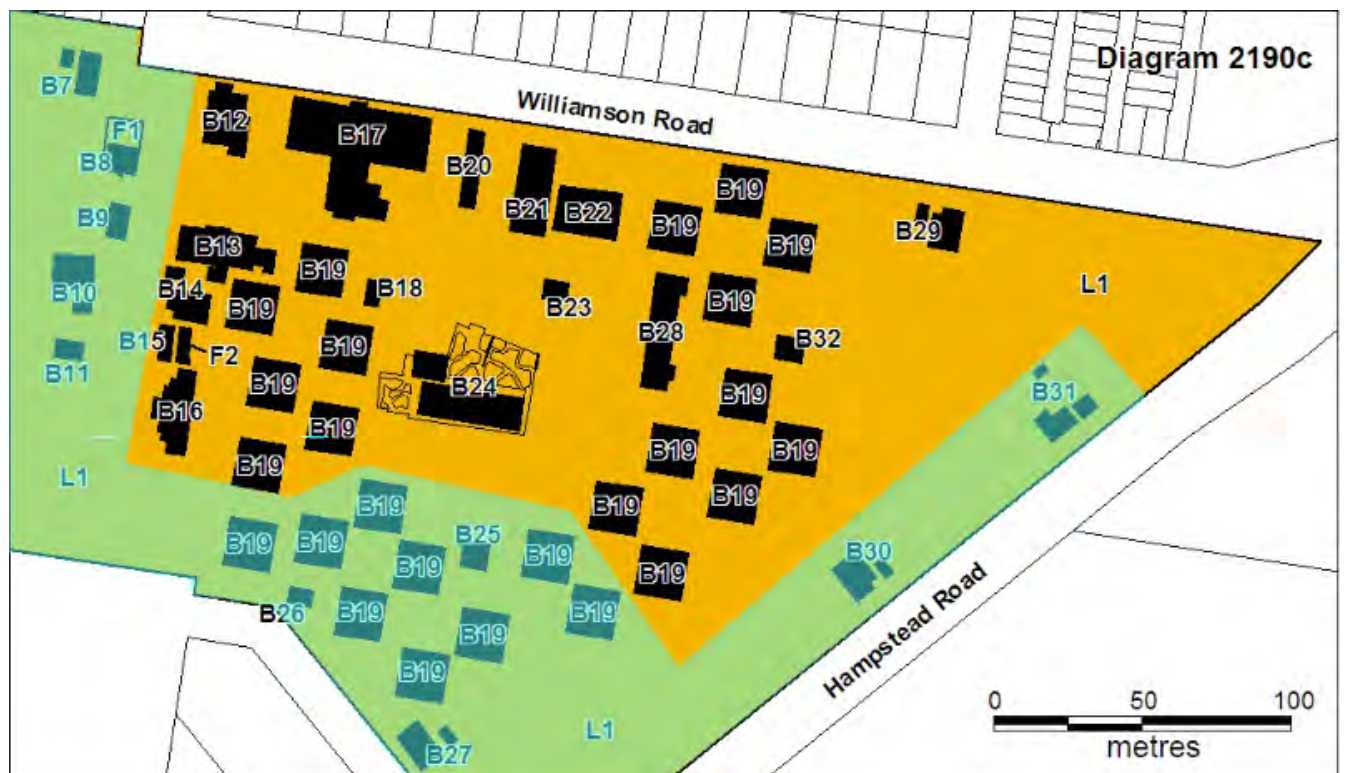 Diagram 2190c
B7
Williamson Road
B12
F1
B17
B8
B20
B19
B21
B22
B9
B19
B29
B13
B19
B19
B10
B14
B19
B18
B19
L1
B19
B23
B15
F2
B19
B28
B32
B11
B19
B24
B19
B31
B16
B19
B19
B19
L1
B19
B19
B19
B19
B25
B19
B19
B19
B30
B19
B19
B26
B19
B19
Hampstead Road
B19
B19
L1
B27
0 50 100
metres